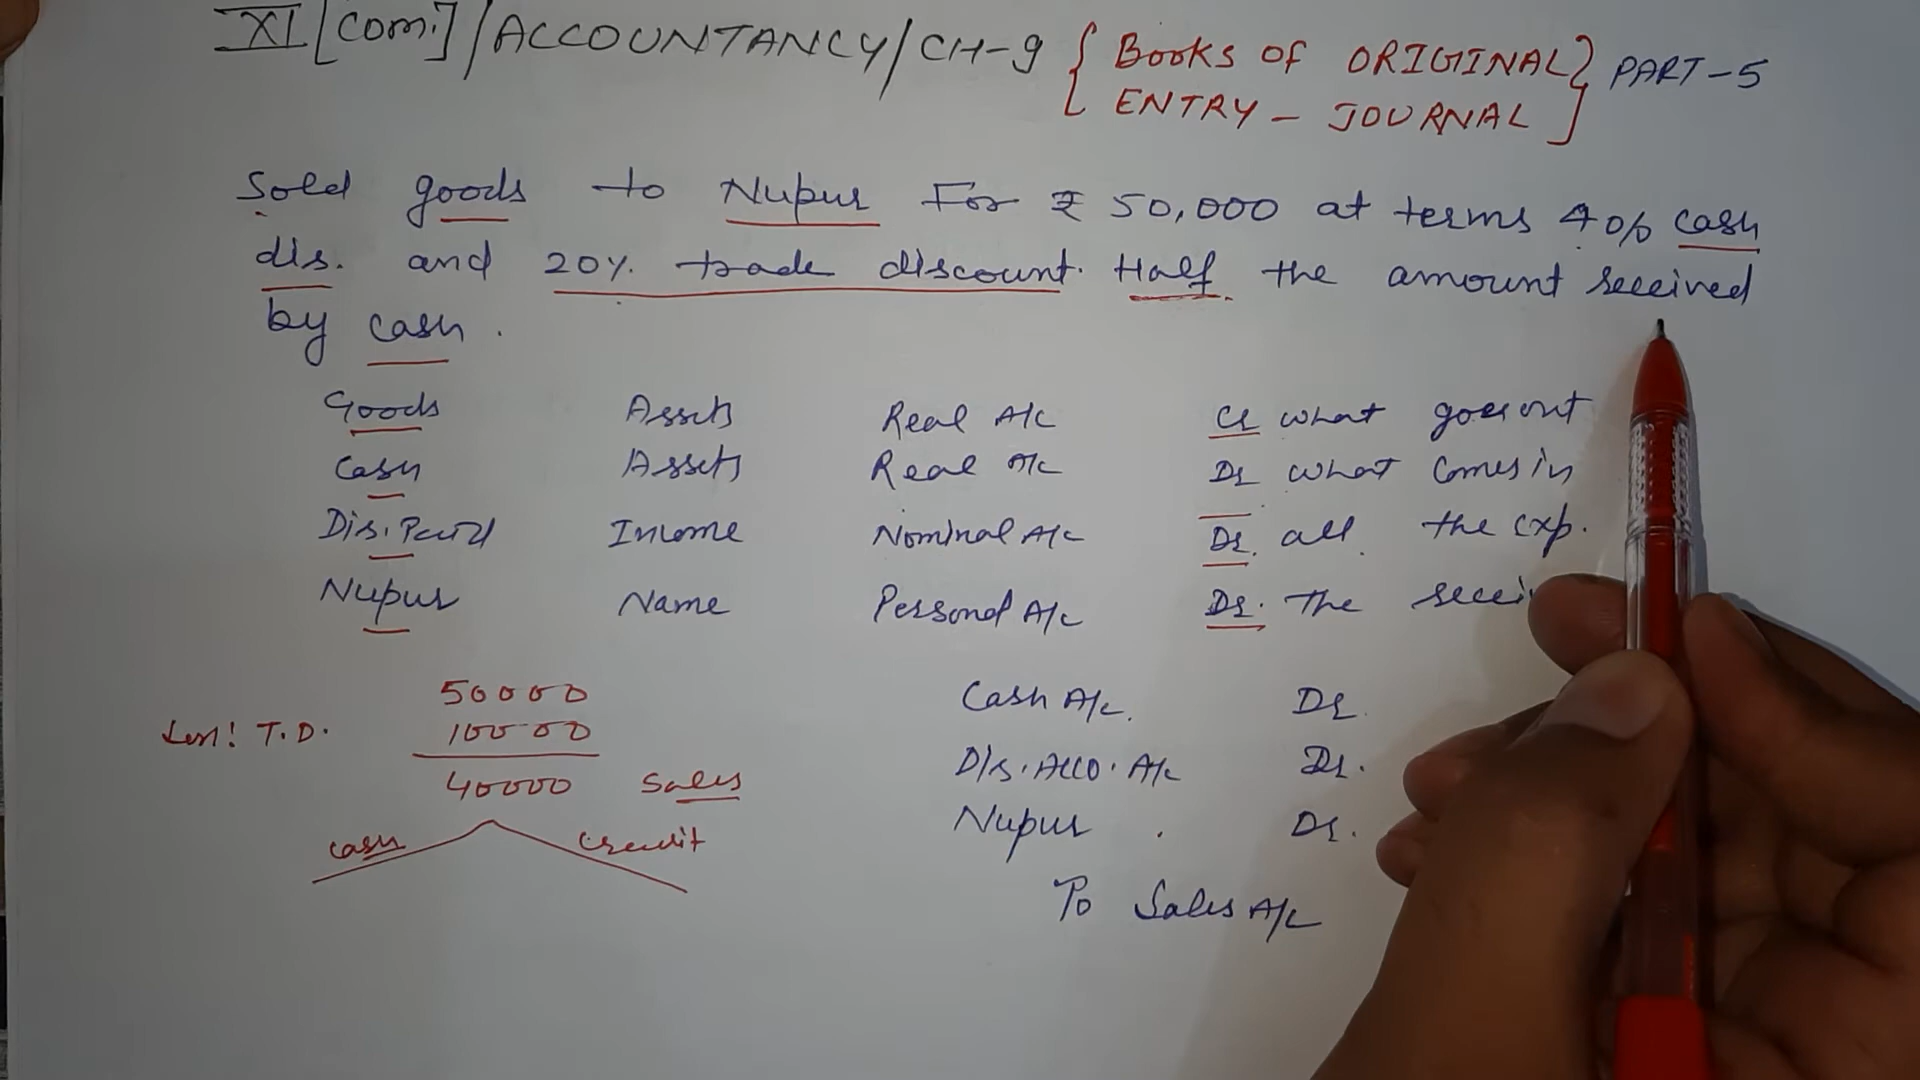 XI [Com.] / ACCOUNTANCY / CH-9 { BOOKS OF ORIGINAL ENTRY - JOURNAL } PART-5
Sold goods to Nupur For ₹ 50,000 at terms 4% cash
dis. and 20%. trade discount. Half the amount received
by cash.
Goods Assets Real A/c Cr what goes out
Cash Assets Real A/c Dr what comes in
Dis. Paid Income Nominal A/c Dr. all the exp.
Nupur Name Personal A/c Dr. The
50000
Less: T.D. 10000
40000 Sales
cash credit
Cash A/c. Dr.
Dis. Allo. A/c Dr.
Nupur Dr.
To Sales A/c